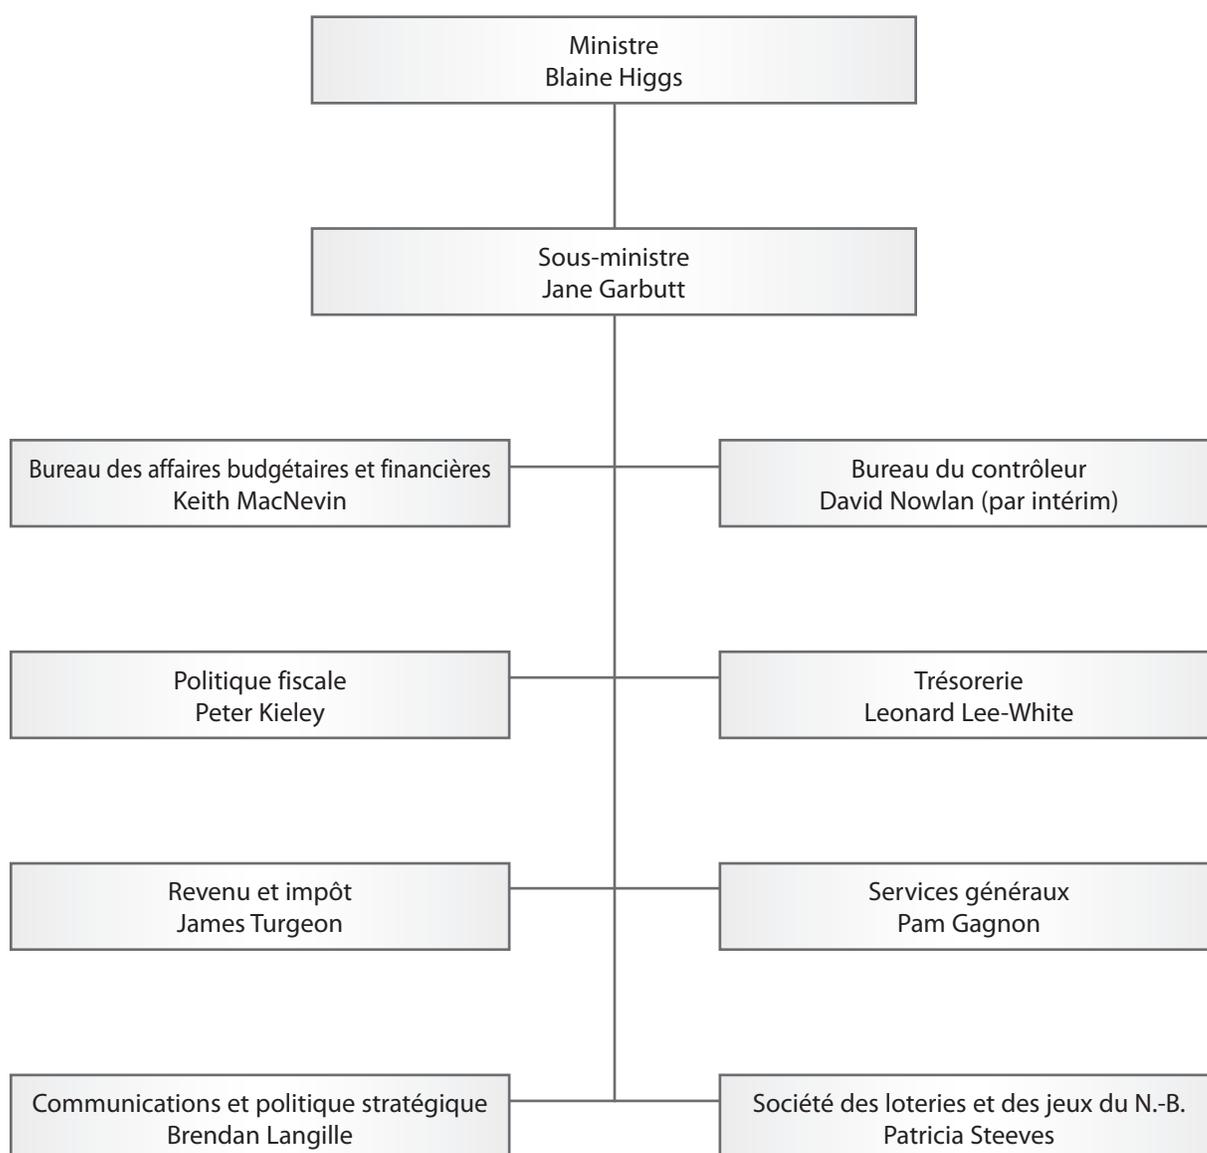 Ministre
Blaine Higgs
Sous-ministre
Jane Garbutt
Bureau des affaires budgétaires et financières
Keith MacNevin
Bureau du contrôleur
David Nowlan (par intérim)
Politique fiscale
Peter Kieley
Trésorerie
Leonard Lee-White
Revenu et impôt
James Turgeon
Services généraux
Pam Gagnon
Communications et politique stratégique
Brendan Langille
Société des loteries et des jeux du N.-B.
Patricia Steeves